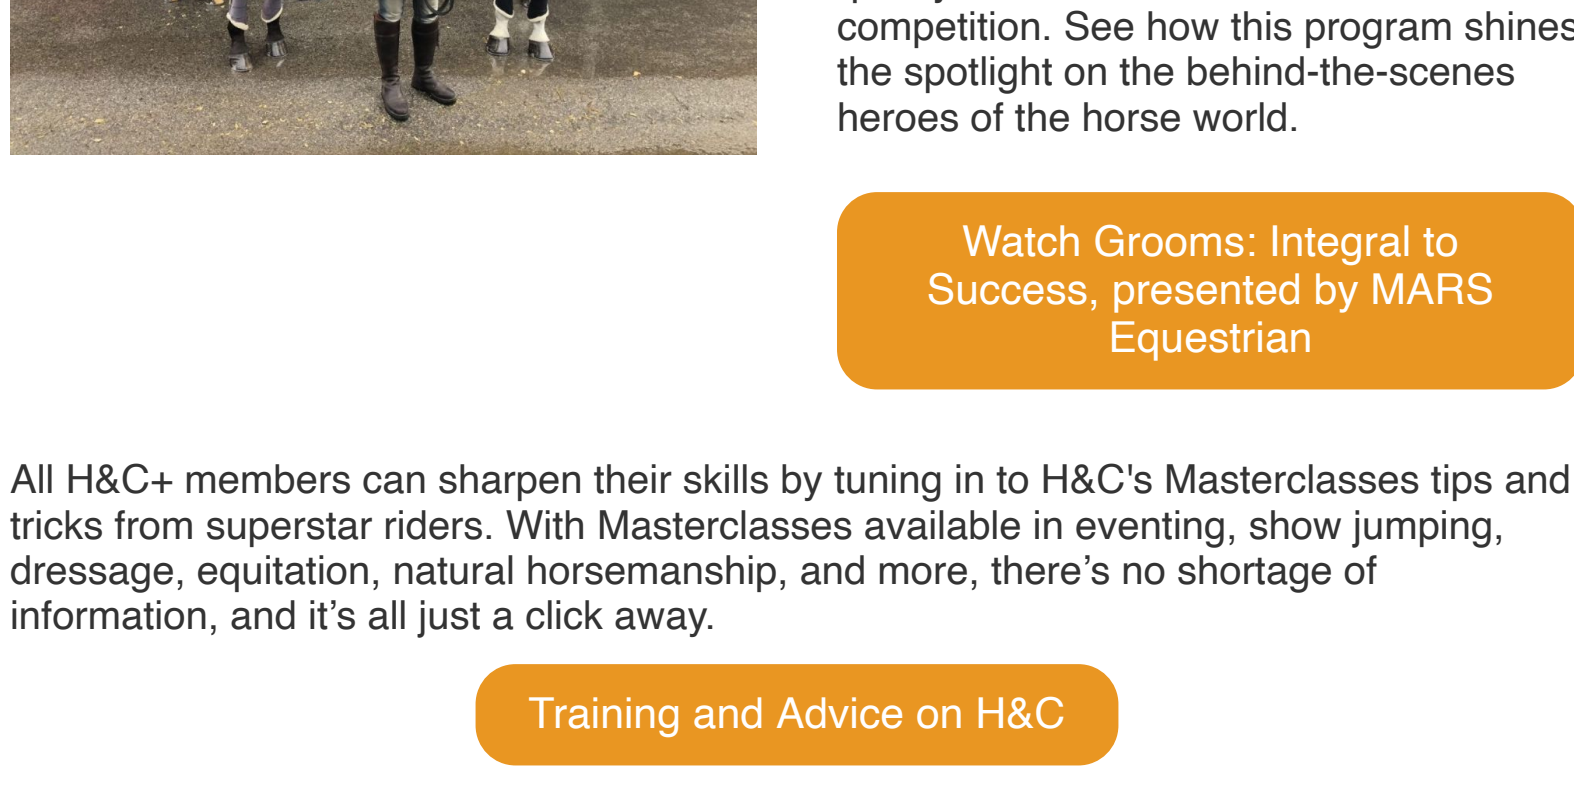 competition. See how this program shines
the spotlight on the behind-the-scenes
heroes of the horse world.
Watch Grooms: Integral to
Success, presented by MARS
Equestrian
All H&C+ members can sharpen their skills by tuning in to H&C's Masterclasses tips and
tricks from superstar riders. With Masterclasses available in eventing, show jumping,
dressage, equitation, natural horsemanship, and more, there’s no shortage of
information, and it’s all just a click away.
Training and Advice on H&C